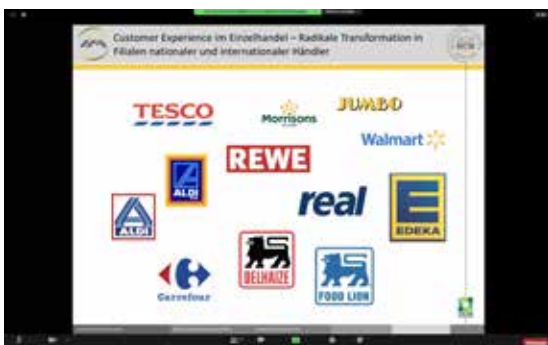 Customer Experience im Einzelhandel – Radikale Transformation in
Filialen nationaler und internationaler Händler
TESCO
Morrisons
JUMBO
Walmart
REWE
ALDI
real
EDEKA
ALDI
DELHAIZE
FOOD LION
Carrefour